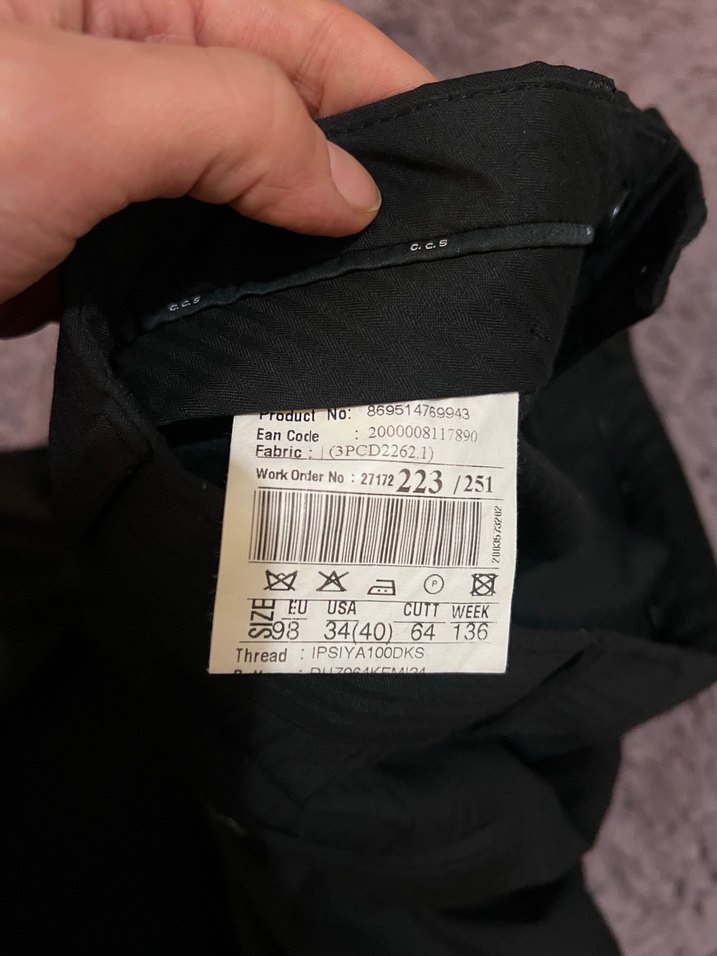 c.c.s
c.c.s
Product No: 869514769943
Ean Code : 2000008117890
Fabric : | (3PCD2262.1)
Work Order No : 27172 223 / 251
2003573202
P
SIZE EU USA CUTT WEEK
98 34(40) 64 136
Thread : IPSIYA100DKS